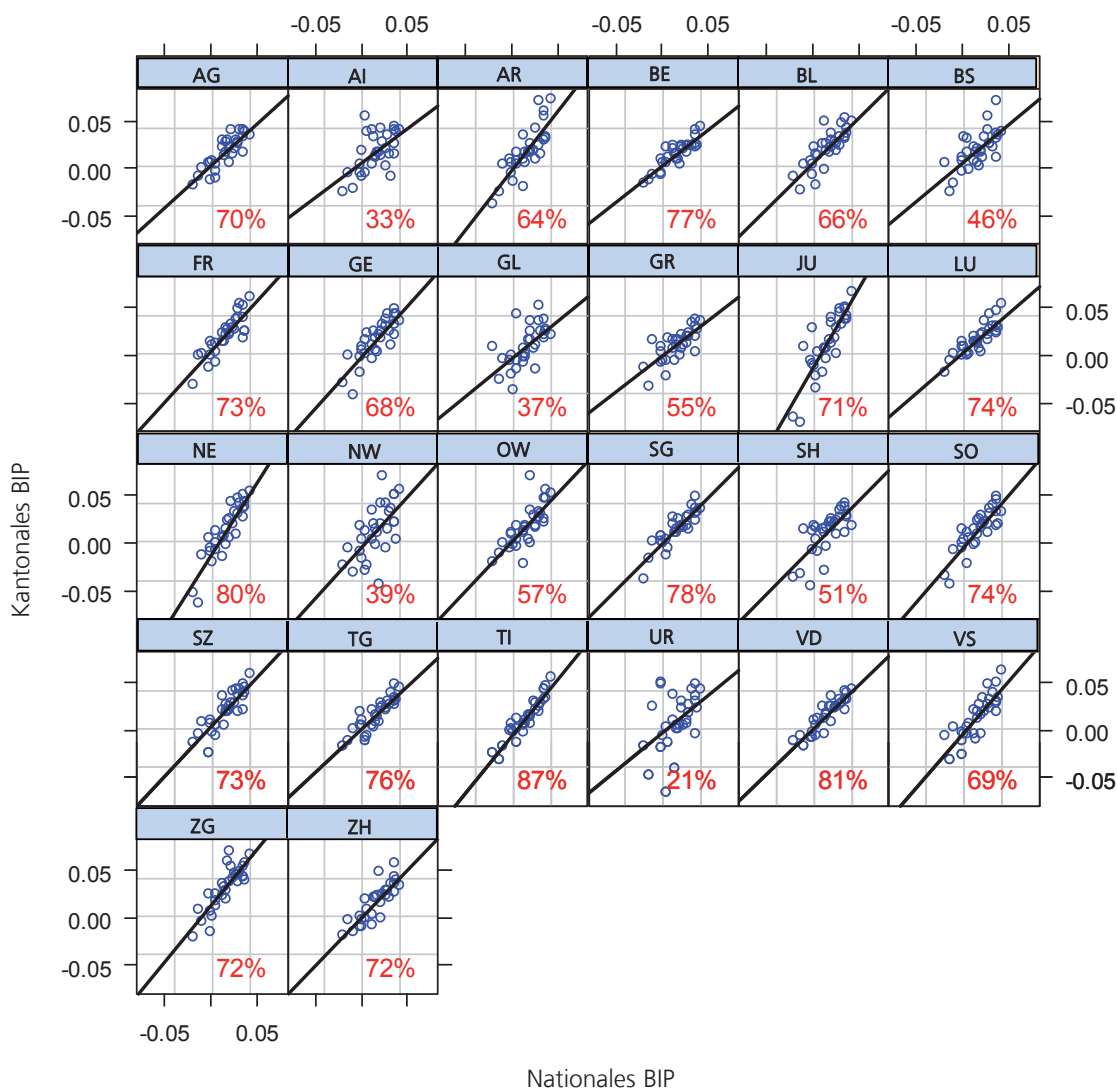 -0.05 0.05 -0.05 0.05 -0.05 0.05
AG AI AR BE BL BS
0.05
0.00
-0.05
70% 33% 64% 77% 66% 46%
FR GE GL GR JU LU
0.05
0.00
-0.05
73% 68% 37% 55% 71% 74%
NE NW OW SG SH SO
0.05
0.00
-0.05
80% 39% 57% 78% 51% 74%
SZ TG TI UR VD VS
0.05
0.00
-0.05
73% 76% 87% 21% 81% 69%
ZG ZH
0.05
0.00
-0.05
72% 72%
-0.05 0.05
Kantonales BIP
Nationales BIP